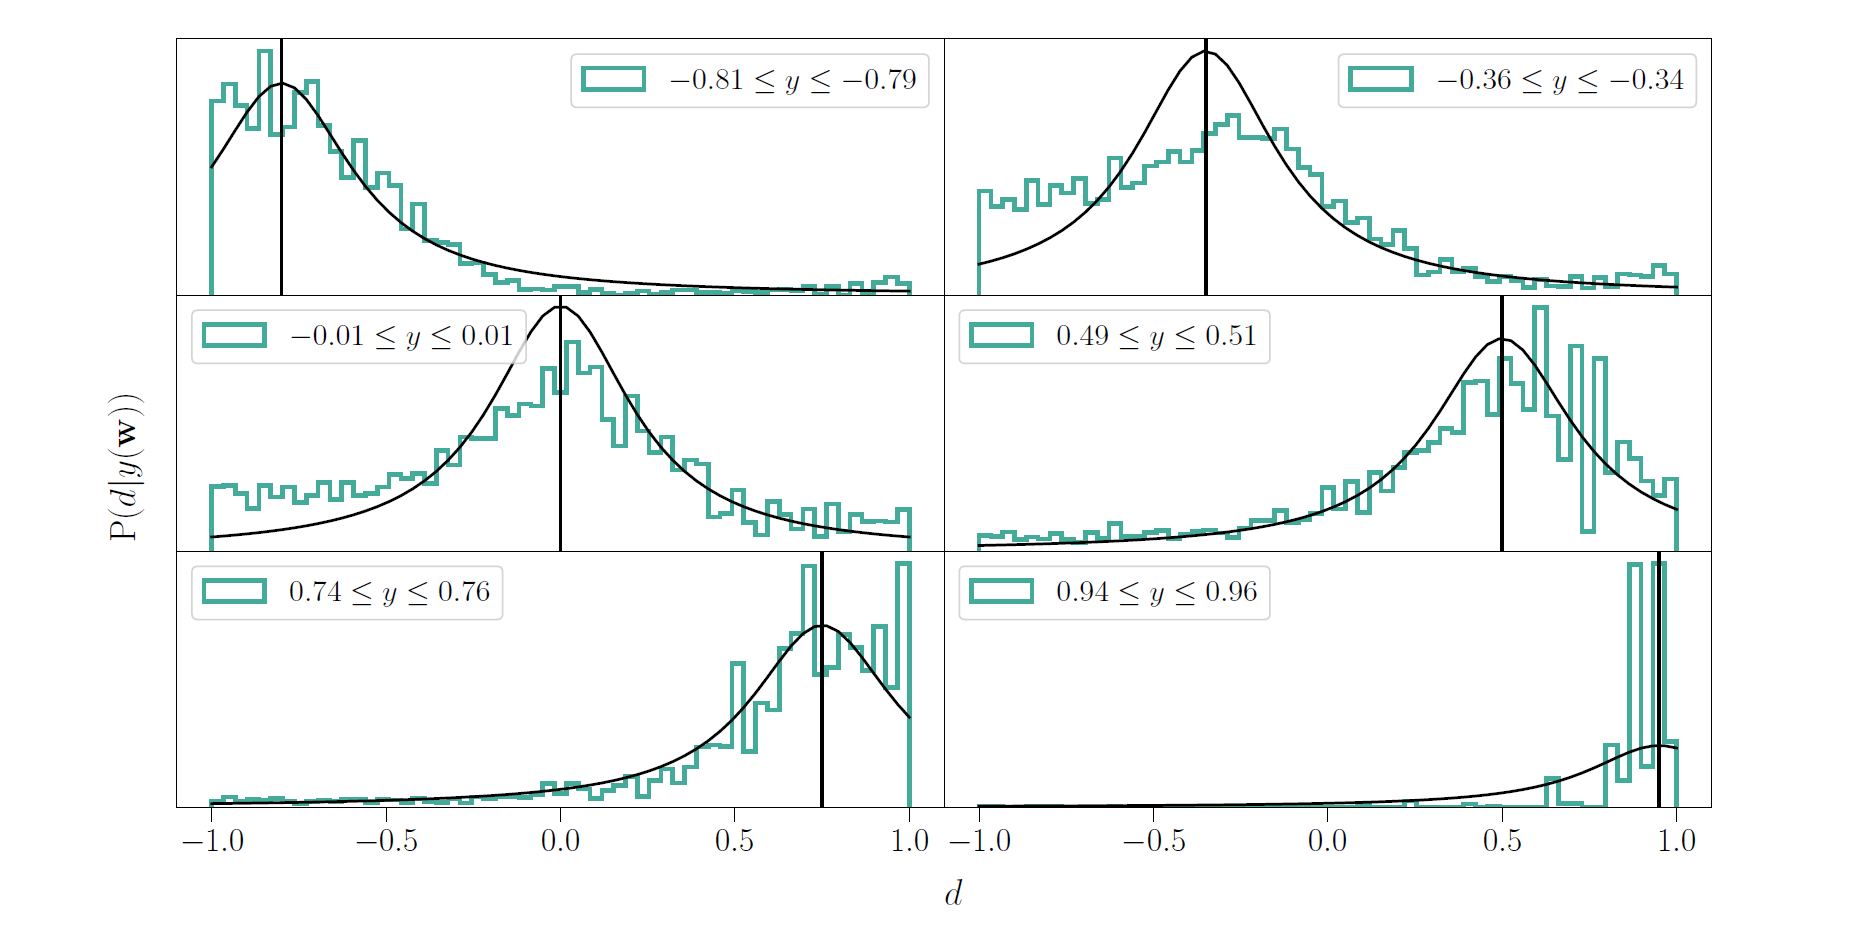 −0.81 ≤ y ≤ −0.79
−0.36 ≤ y ≤ −0.34
−0.01 ≤ y ≤ 0.01
0.49 ≤ y ≤ 0.51
P(d|y(w))
0.74 ≤ y ≤ 0.76
0.94 ≤ y ≤ 0.96
−1.0 −0.5 0.0 0.5 1.0 −1.0 −0.5 0.0 0.5 1.0
d